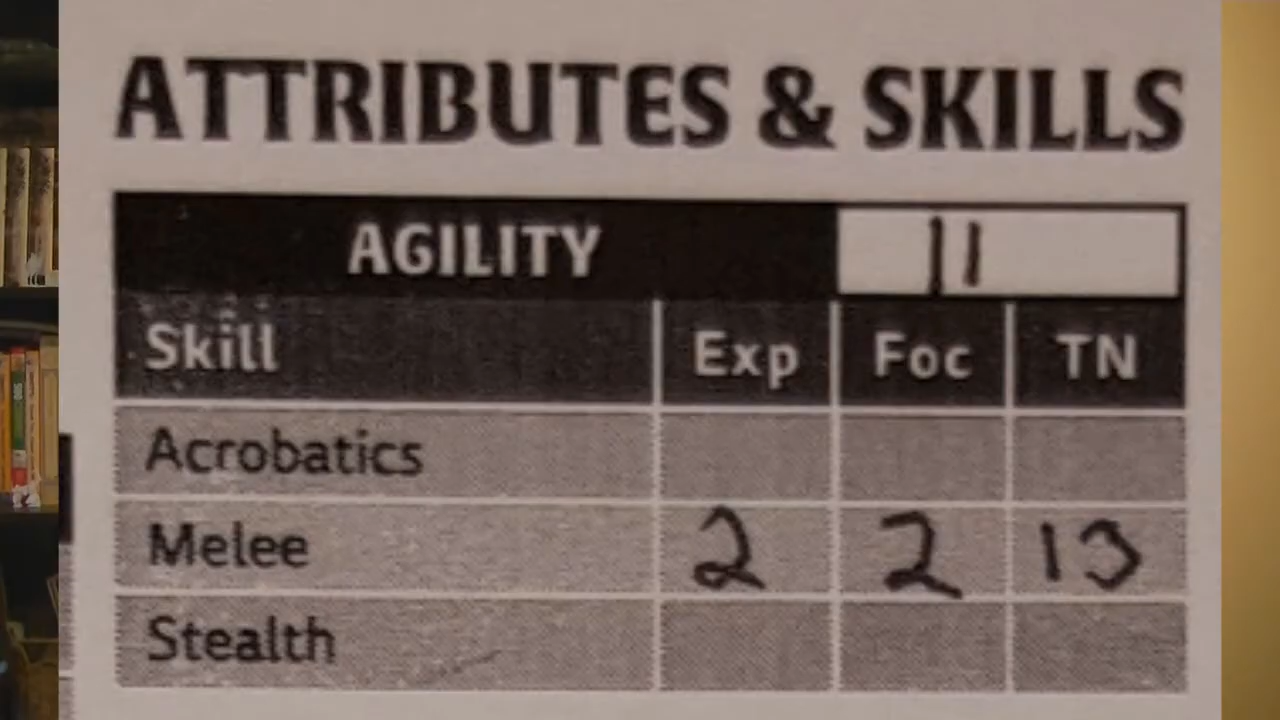 ATTRIBUTES & SKILLS
AGILITY 11
Skill Exp Foc TN
Acrobatics
Melee 2 2 13
Stealth